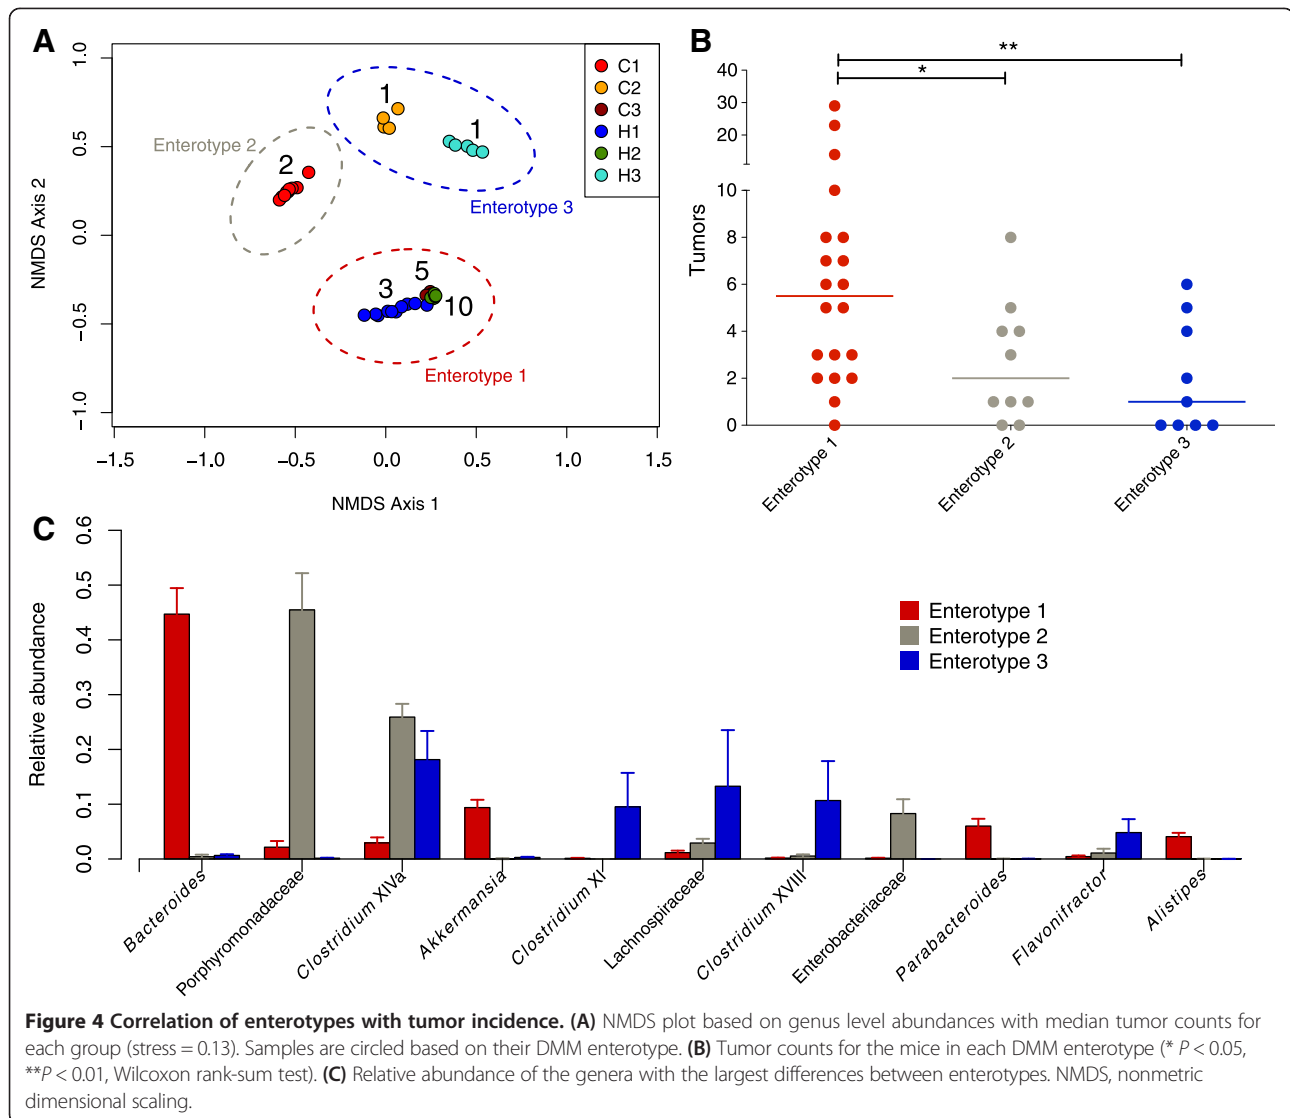 A
NMDS Axis 2
1.0
0.5
0.0
−0.5
−1.0
−1.5
−1.0
−0.5
0.0
0.5
1.0
1.5
NMDS Axis 1
C1
C2
C3
H1
H2
H3
1
1
Enterotype 2
2
Enterotype 3
5
3
10
Enterotype 1
B
**
*
Tumors
40
30
20
10
8
6
4
2
0
Enterotype 1
Enterotype 2
Enterotype 3
C
Relative abundance
0.6
0.5
0.4
0.3
0.2
0.1
0.0
Enterotype 1
Enterotype 2
Enterotype 3
Bacteroides
Porphyromonadaceae
Clostridium XIVa
Akkermansia
Clostridium XI
Lachnospiraceae
Clostridium XVIII
Enterobacteriaceae
Parabacteroides
Flavonifractor
Alistipes
Figure 4 Correlation of enterotypes with tumor incidence. (A) NMDS plot based on genus level abundances with median tumor counts for
each group (stress = 0.13). Samples are circled based on their DMM enterotype. (B) Tumor counts for the mice in each DMM enterotype (* P < 0.05,
**P < 0.01, Wilcoxon rank-sum test). (C) Relative abundance of the genera with the largest differences between enterotypes. NMDS, nonmetric
dimensional scaling.